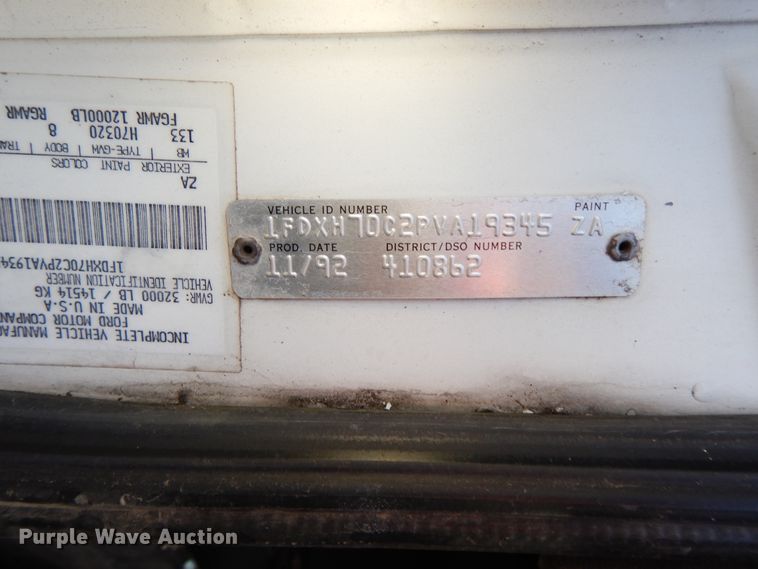 VEHICLE ID NUMBER PAINT
1FDXH70C2PVA19345 ZA
PROD. DATE DISTRICT/DSO NUMBER
11/92 410862
INCOMPLETE VEHICLE MANUFAC
FORD MOTOR COMPAN
MADE IN U.S.A
GVWR: 32000 LB / 14514 KG
VEHICLE IDENTIFICATION NUMBER
1FDXH70C2PVA1934
EXTERIOR PAINT COLORS
ZA
WB TYPE-GVW BODY TRA
133 H70320 8
FGAWR 12000LB RGAWR
Purple Wave Auction